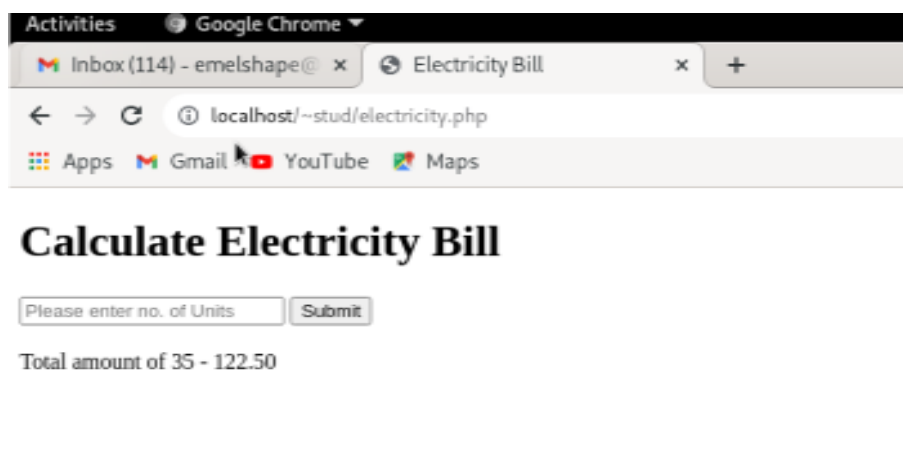 Activities Google Chrome
Inbox (114) - emelshape@ × Electricity Bill × +
localhost/~stud/electricity.php
Apps Gmail YouTube Maps
Calculate Electricity Bill
Please enter no. of Units Submit
Total amount of 35 - 122.50